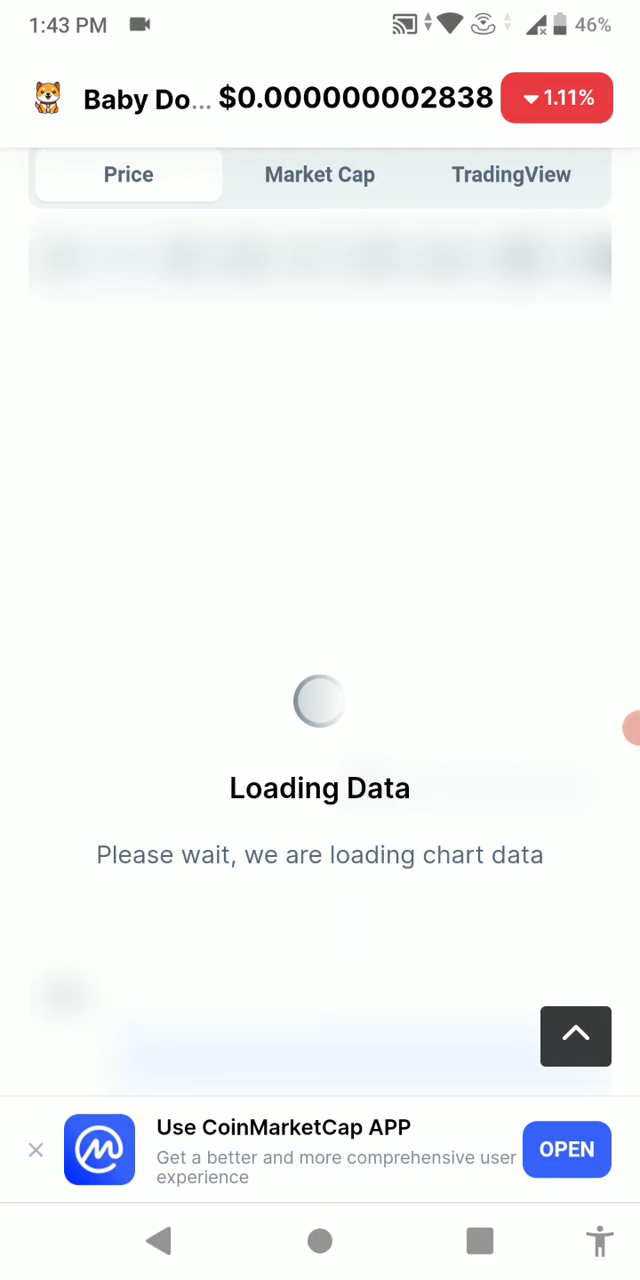 1:43 PM 46%
Baby Do... $0.000000002838 1.11%
Price Market Cap TradingView
Loading Data
Please wait, we are loading chart data
Use CoinMarketCap APP
Get a better and more comprehensive user
experience
OPEN